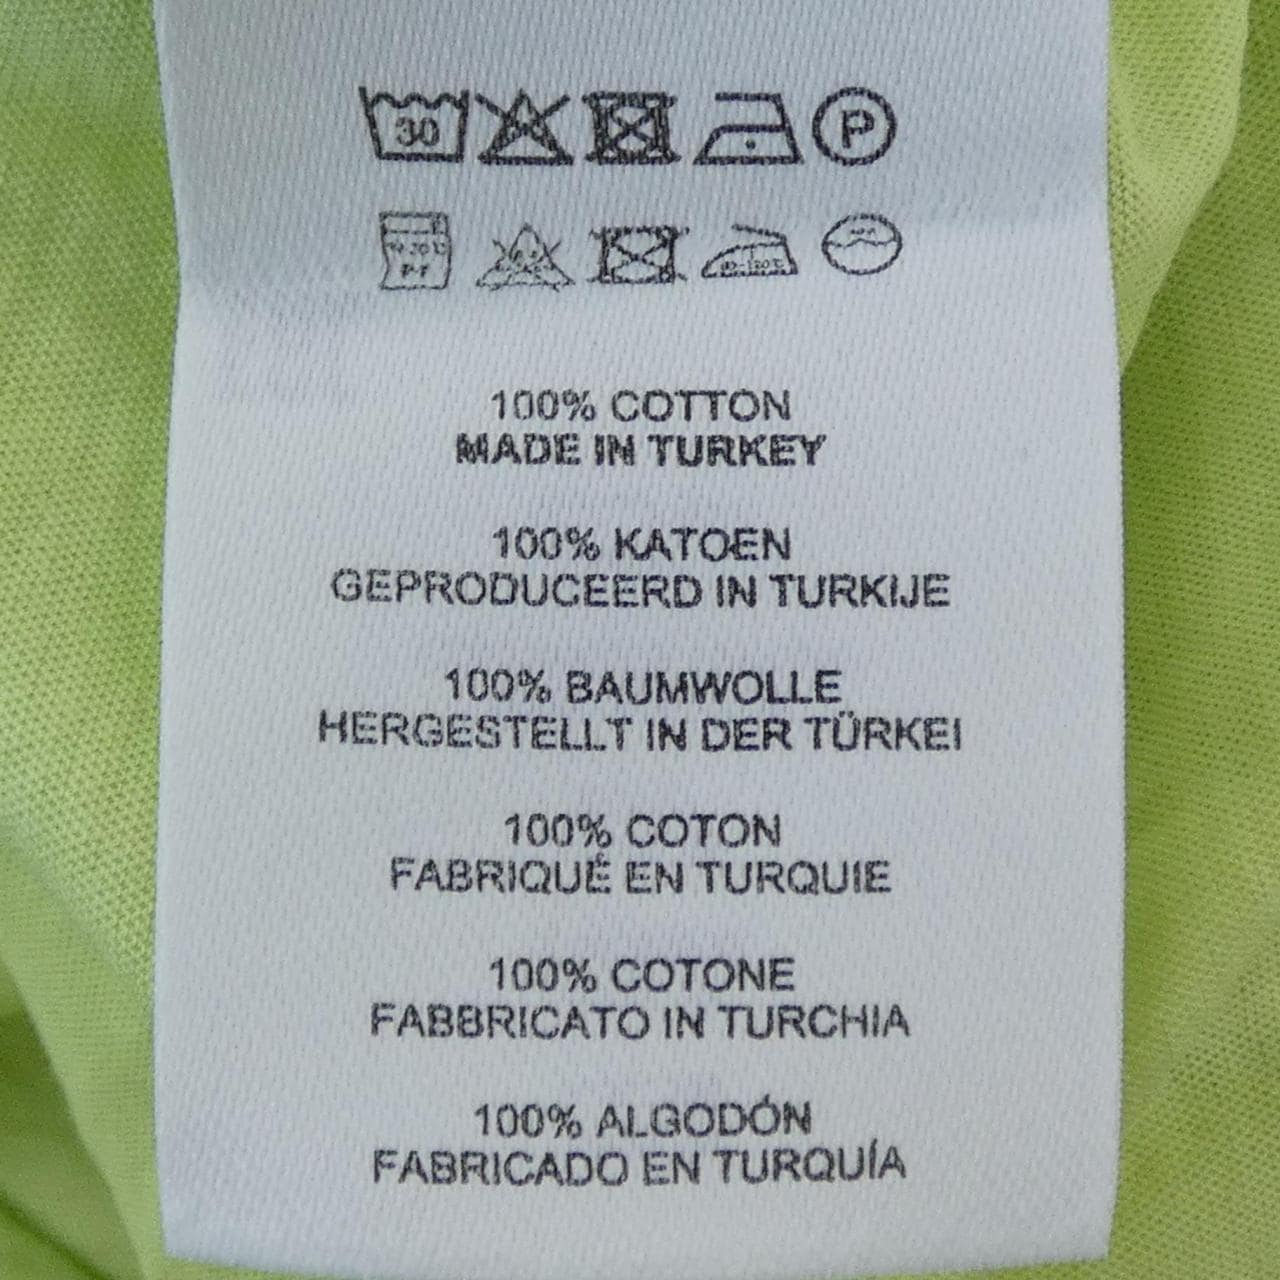 30
P
100% COTTON
MADE IN TURKEY
100% KATOEN
GEPRODUCEERD IN TURKIJE
100% BAUMWOLLE
HERGESTELLT IN DER TÜRKEI
100% COTON
FABRIQUÉ EN TURQUIE
100% COTONE
FABBRICATO IN TURCHIA
100% ALGODÓN
FABRICADO EN TURQUÍA